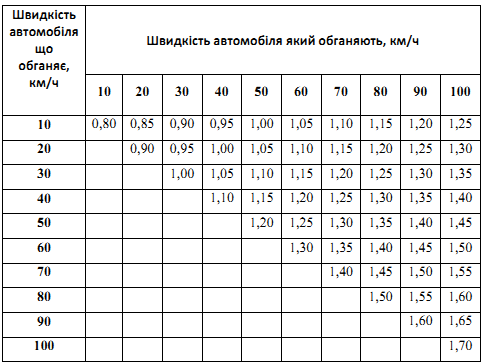 Швидкість
автомобіля
що
обганяє,
км/ч
Швидкість автомобіля який обганяють, км/ч
10 20 30 40 50 60 70 80 90 100
10 0,80 0,85 0,90 0,95 1,00 1,05 1,10 1,15 1,20 1,25
20 0,90 0,95 1,00 1,05 1,10 1,15 1,20 1,25 1,30
30 1,00 1,05 1,10 1,15 1,20 1,25 1,30 1,35
40 1,10 1,15 1,20 1,25 1,30 1,35 1,40
50 1,20 1,25 1,30 1,35 1,40 1,45
60 1,30 1,35 1,40 1,45 1,50
70 1,40 1,45 1,50 1,55
80 1,50 1,55 1,60
90 1,60 1,65
100 1,70